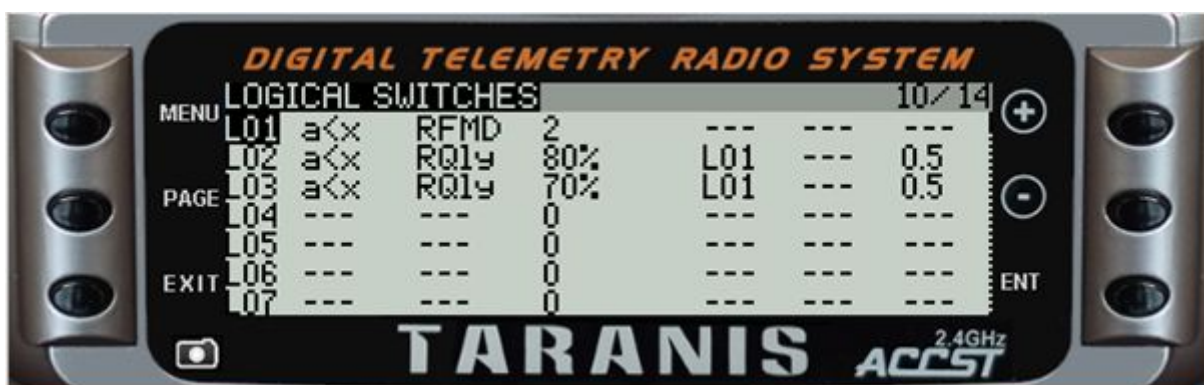 DIGITAL TELEMETRY RADIO SYSTEM
MENU
LOGICAL SWITCHES 10/14
L01 a<x RFMD 2 --- --- ---
L02 a<x RQly 80% L01 --- 0.5
PAGE
L03 a<x RQly 70% L01 --- 0.5
L04 --- --- 0 --- --- ---
L05 --- --- 0 --- --- ---
EXIT
L06 --- --- 0 --- --- ---
ENT
L07 --- --- 0 --- --- ---
TARANIS
2.4GHz
ACCST